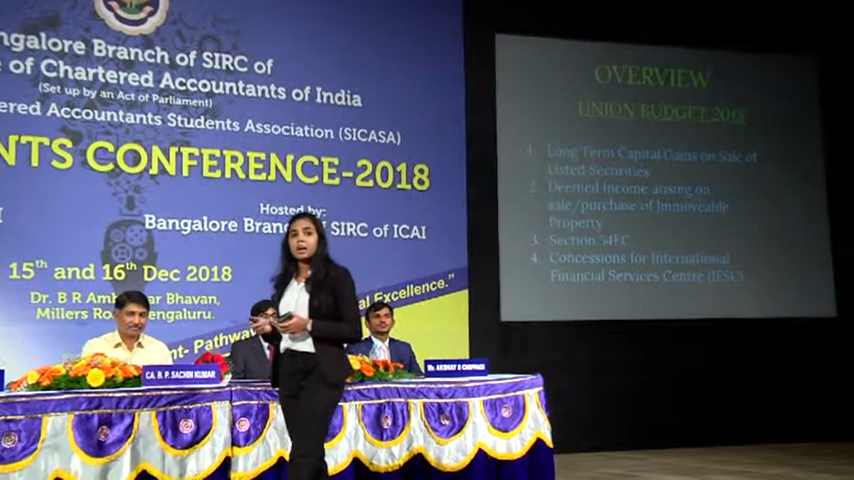 Bangalore Branch of SIRC of
of Chartered Accountants of India
(Set up by an Act of Parliament)
Accountants Students Association (SICASA)
NTS CONFERENCE-2018
Hosted by:
Bangalore Branch of SIRC of ICAI
15th and 16th Dec 2018
Dr. B R Ambedkar Bhavan,
Millers Road, Bengaluru.
Excellence"
CA. B. P. SACHIN KUMAR
OVERVIEW
UNION BUDGET 2018
1. Long Term Capital Gains on Sale of
Listed Securities
2. Deemed Income arising on
sale/purchase of Immoveable
Property
3. Section 54EC
4. Concessions for International
Financial Services Centre (IFSC)